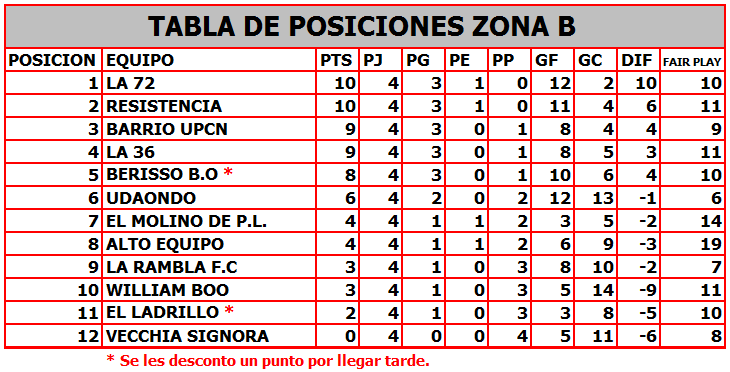 TABLA DE POSICIONES ZONA B
POSICION EQUIPO PTS PJ PG PE PP GF GC DIF FAIR PLAY
1 LA 72 10 4 3 1 0 12 2 10 10
2 RESISTENCIA 10 4 3 1 0 11 4 6 11
3 BARRIO UPCN 9 4 3 0 1 8 4 4 9
4 LA 36 9 4 3 0 1 8 5 3 11
5 BERISSO B.O * 8 4 3 0 1 10 6 4 10
6 UDAONDO 6 4 2 0 2 12 13 -1 6
7 EL MOLINO DE P.L. 4 4 1 1 2 3 5 -2 14
8 ALTO EQUIPO 4 4 1 1 2 6 9 -3 19
9 LA RAMBLA F.C 3 4 1 0 3 8 10 -2 7
10 WILLIAM BOO 3 4 1 0 3 5 14 -9 11
11 EL LADRILLO * 2 4 1 0 3 3 8 -5 10
12 VECCHIA SIGNORA 0 4 0 0 4 5 11 -6 8
* Se les desconto un punto por llegar tarde.